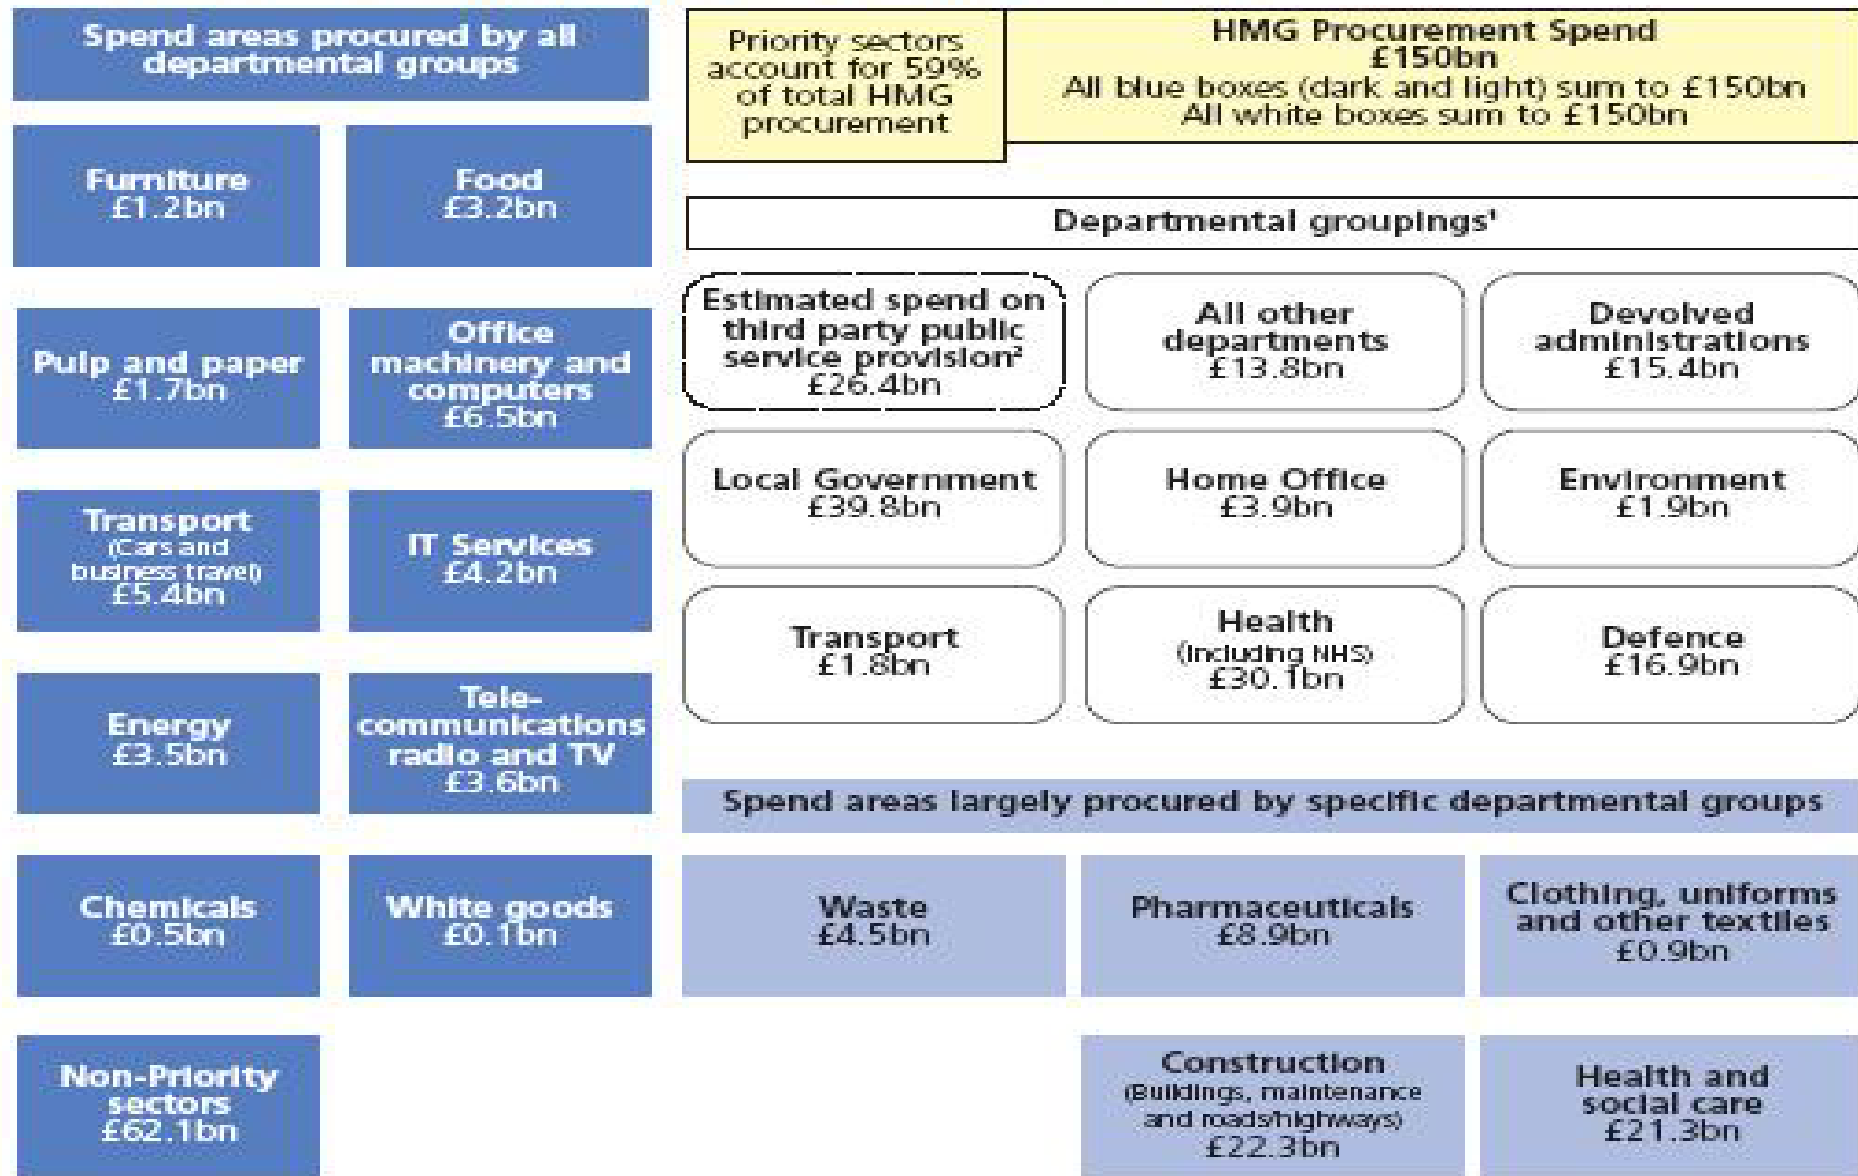 Spend areas procured by all
departmental groups
Furniture
£1.2bn
Food
£3.2bn
Pulp and paper
£1.7bn
Office
machinery and
computers
£6.5bn
Transport
(Cars and
business travel)
£5.4bn
IT Services
£4.2bn
Energy
£3.5bn
Tele-
communications
radio and TV
£3.6bn
Chemicals
£0.5bn
White goods
£0.1bn
Non-Priority
sectors
£62.1bn
Priority sectors
account for 59%
of total HMG
procurement
HMG Procurement Spend
£150bn
All blue boxes (dark and light) sum to £150bn
All white boxes sum to £150bn
Departmental groupings¹
Estimated spend on
third party public
service provision²
£26.4bn
All other
departments
£13.8bn
Devolved
administrations
£15.4bn
Local Government
£39.8bn
Home Office
£3.9bn
Environment
£1.9bn
Transport
£1.8bn
Health
(including NHS)
£30.1bn
Defence
£16.9bn
Spend areas largely procured by specific departmental groups
Waste
£4.5bn
Pharmaceuticals
£8.9bn
Clothing, uniforms
and other textiles
£0.9bn
Construction
(Buildings, maintenance
and roads/highways)
£22.3bn
Health and
social care
£21.3bn